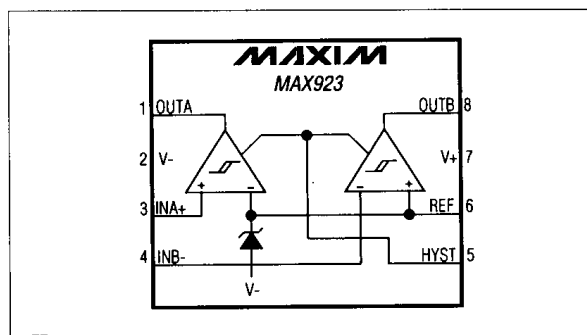 MAXIM
MAX923
1 OUTA OUTB 8
2 V- V+ 7
+ - - +
3 INA+ REF 6
4 INB- HYST 5
V-